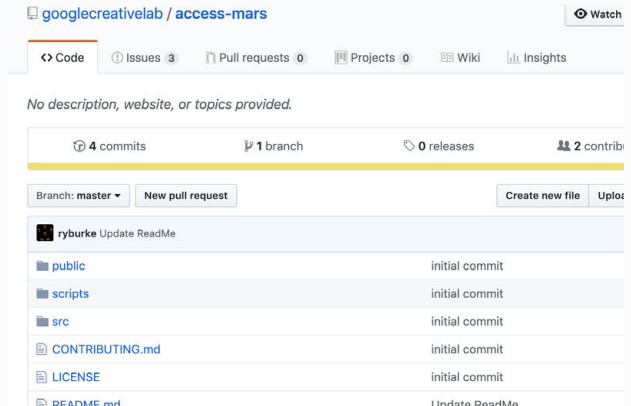 googlecreativelab / access-mars
Watch
Code Issues 3 Pull requests 0 Projects 0 Wiki Insights
No description, website, or topics provided.
4 commits 1 branch 0 releases 2 contribu
Branch: master New pull request Create new file Uploa
ryburke Update ReadMe
public initial commit
scripts initial commit
src initial commit
CONTRIBUTING.md initial commit
LICENSE initial commit
README.md Update ReadMe